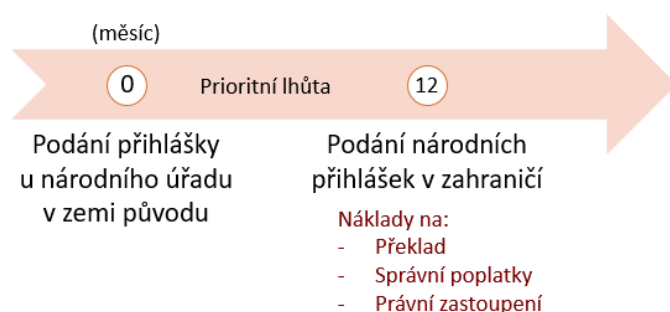 (měsíc)
0 Prioritní lhůta 12
Podání přihlášky
u národního úřadu
v zemi původu
Podání národních
přihlášek v zahraničí
Náklady na:
- Překlad
- Správní poplatky
- Právní zastoupení